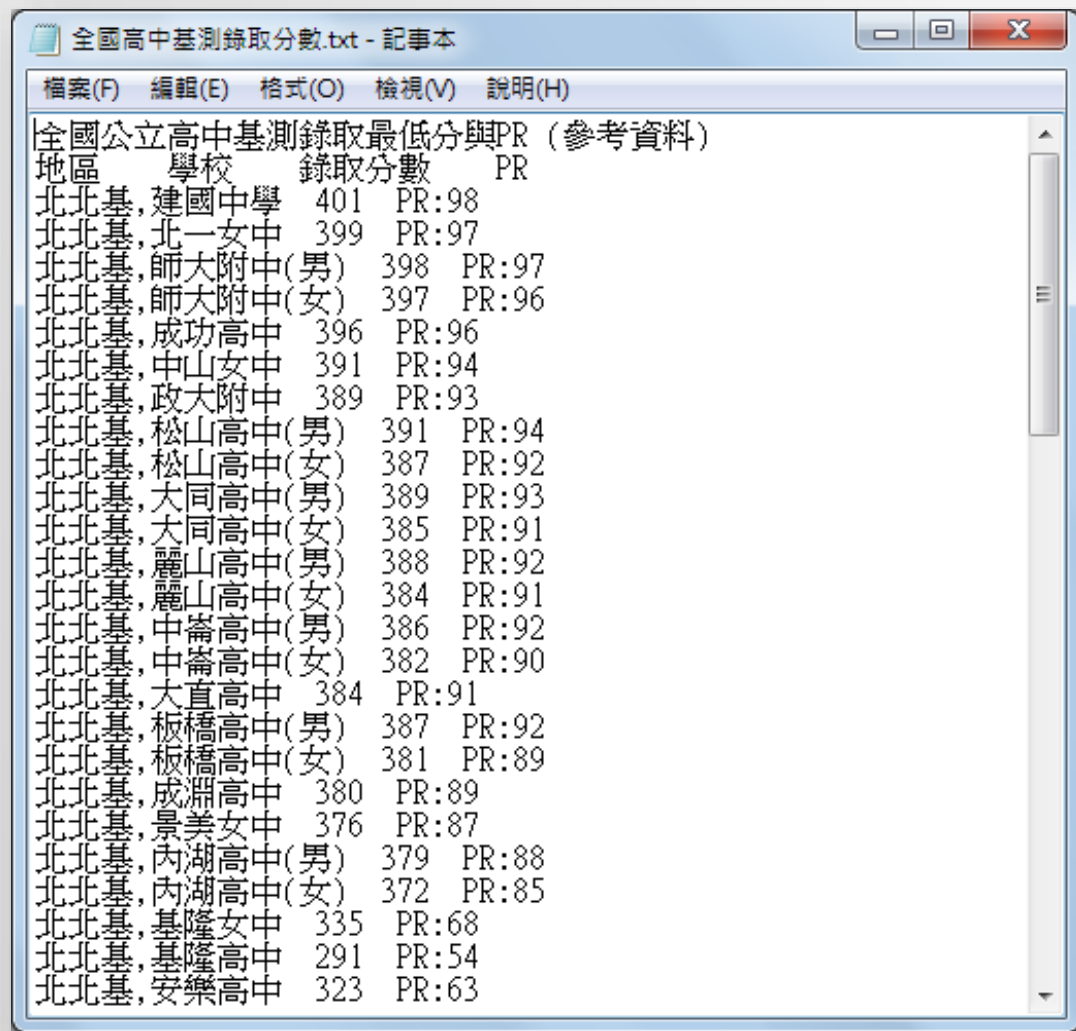 全國高中基測錄取分數.txt - 記事本
檔案(F) 編輯(E) 格式(O) 檢視(V) 說明(H)
全國公立高中基測錄取最低分與PR (參考資料)
地區 學校 錄取分數 PR
北北基,建國中學 401 PR:98
北北基,北一女中 399 PR:97
北北基,師大附中(男) 398 PR:97
北北基,師大附中(女) 397 PR:96
北北基,成功高中 396 PR:96
北北基,中山女中 391 PR:94
北北基,政大附中 389 PR:93
北北基,松山高中(男) 391 PR:94
北北基,松山高中(女) 387 PR:92
北北基,大同高中(男) 389 PR:93
北北基,大同高中(女) 385 PR:91
北北基,麗山高中(男) 388 PR:92
北北基,麗山高中(女) 384 PR:91
北北基,中崙高中(男) 386 PR:92
北北基,中崙高中(女) 382 PR:90
北北基,大直高中 384 PR:91
北北基,板橋高中(男) 387 PR:92
北北基,板橋高中(女) 381 PR:89
北北基,成淵高中 380 PR:89
北北基,景美女中 376 PR:87
北北基,內湖高中(男) 379 PR:88
北北基,內湖高中(女) 372 PR:85
北北基,基隆女中 335 PR:68
北北基,基隆高中 291 PR:54
北北基,安樂高中 323 PR:63